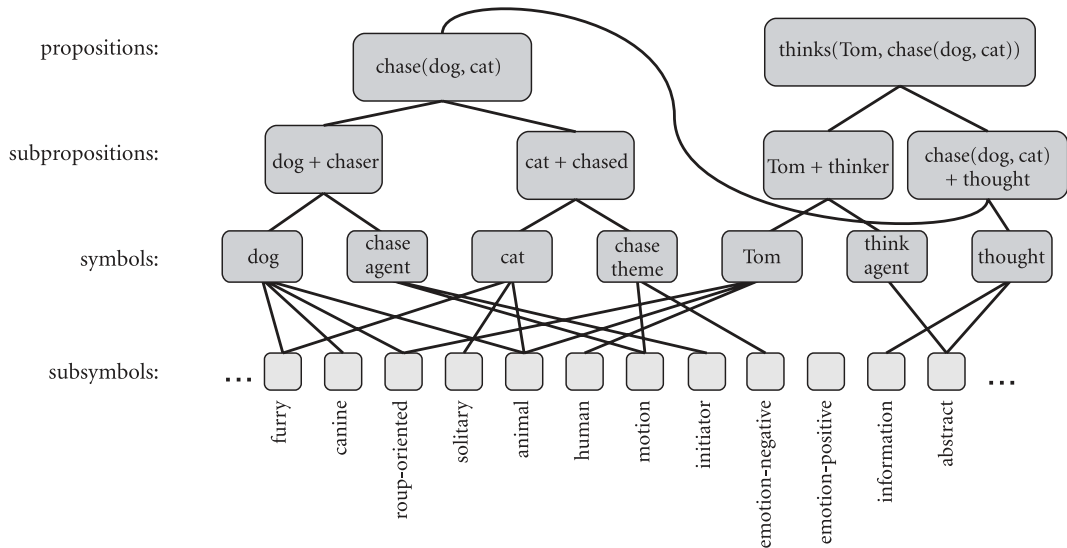 propositions:
chase(dog, cat)
thinks(Tom, chase(dog, cat))
subpropositions:
dog + chaser
cat + chased
Tom + thinker
chase(dog, cat)
+ thought
symbols:
dog
chase
agent
cat
chase
theme
Tom
think
agent
thought
subsymbols:
...
...
furry
canine
roup-oriented
solitary
animal
human
motion
initiator
emotion-negative
emotion-positive
information
abstract